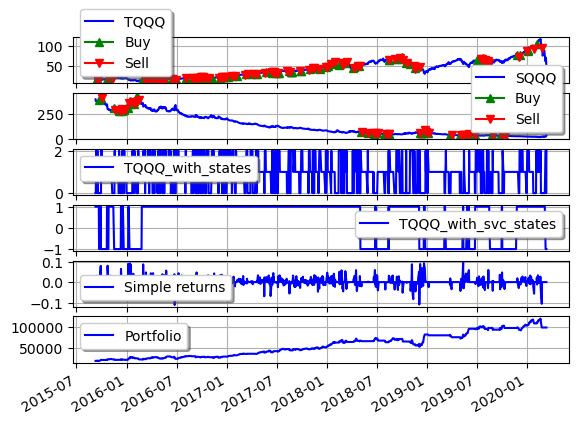 TQQQ
Buy
Sell
100
50
SQQQ
Buy
Sell
250
0
2
0
TQQQ_with_states
1
−1
TQQQ_with_svc_states
0.1
0.0
−0.1
Simple returns
100000
50000
Portfolio
2015-07
2016-01
2016-07
2017-01
2017-07
2018-01
2018-07
2019-01
2019-07
2020-01